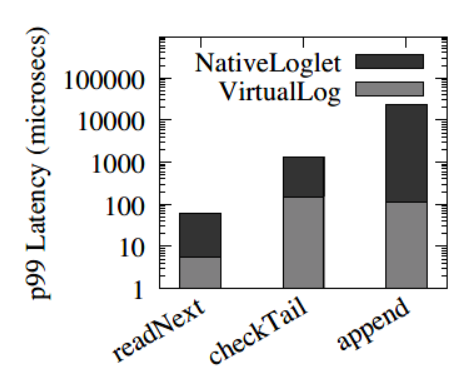 p99 Latency (microsecs)
100000
10000
1000
100
10
1
NativeLoglet
VirtualLog
readNext
checkTail
append